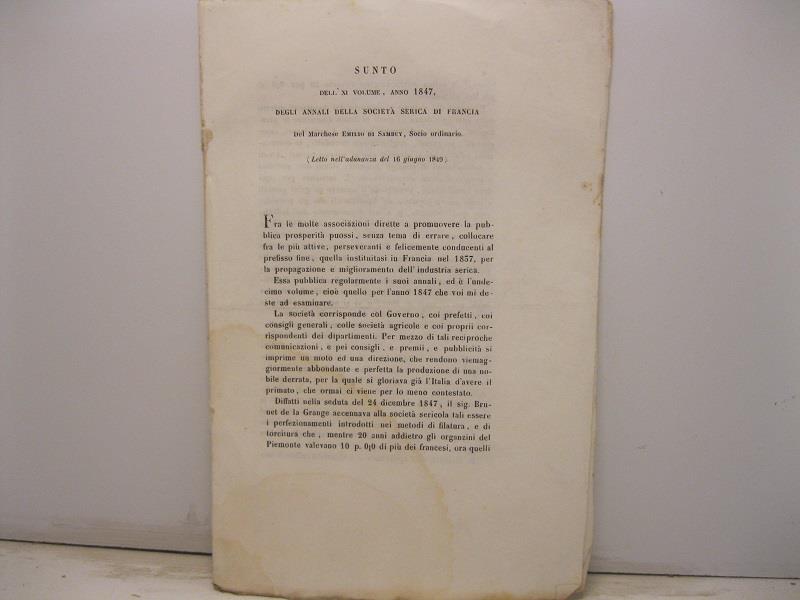 SUNTO
DELL' XI VOLUME, ANNO 1847,
DEGLI ANNALI DELLA SOCIETÀ SERICA DI FRANCIA
Del Marchese EMILIO DI SAMBUY, Socio ordinario.
(Letto nell'adunanza del 16 giugno 1849)
Fra le molte associazioni dirette a promuovere la pub-
blica prosperità puossi, senza tema di errare, collocare
fra le più attive, perseveranti e felicemente conducenti al
prefisso fine, quella instituitasi in Francia nel 1837, per
la propagazione e miglioramento dell' industria serica.
Essa pubblica regolarmente i suoi annali, ed è l'unde-
cimo volume, cioè quello per l'anno 1847 che voi mi de-
ste ad esaminare.
La società corrisponde col Governo, coi prefetti, coi
consigli generali, colle società agricole e coi proprii cor-
rispondenti dei dipartimenti. Per mezzo di tali reciproche
comunicazioni, e pei consigli, e premii, e pubblicità si
imprime un moto ed una direzione, che rendono viemag-
giormente abbondante e perfetta la produzione di una no-
bile derrata, per la quale si gloriava già l'Italia d'avere il
primato, che ormai ci viene per lo meno contestato.
Diffatti nella seduta del 24 dicembre 1847, il sig. Bru-
net de la Grange accennava alla società sericola tali essere
i perfezionamenti introdotti nei metodi di filatura, e di
torcitura che, mentre 20 anni addietro gli organzini del
Piemonte valevano 10 p. 0|0 di più dei francesi, ora quelli